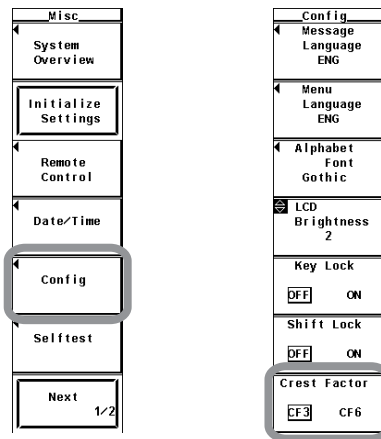 Misc
System
Overview
Initialize
Settings
Remote
Control
Date/Time
Config
Selftest
Next
1/2
Config
Message
Language
ENG
Menu
Language
ENG
Alphabet
Font
Gothic
LCD
Brightness
2
Key Lock
OFF ON
Shift Lock
OFF ON
Crest Factor
CF3 CF6